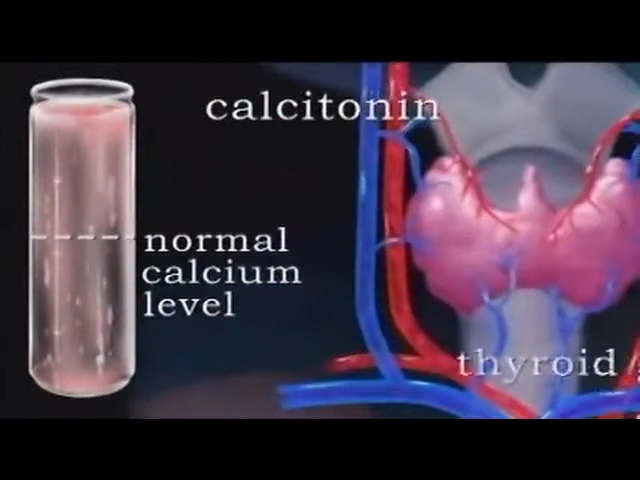 calcitonin
normal
calcium
level
thyroid